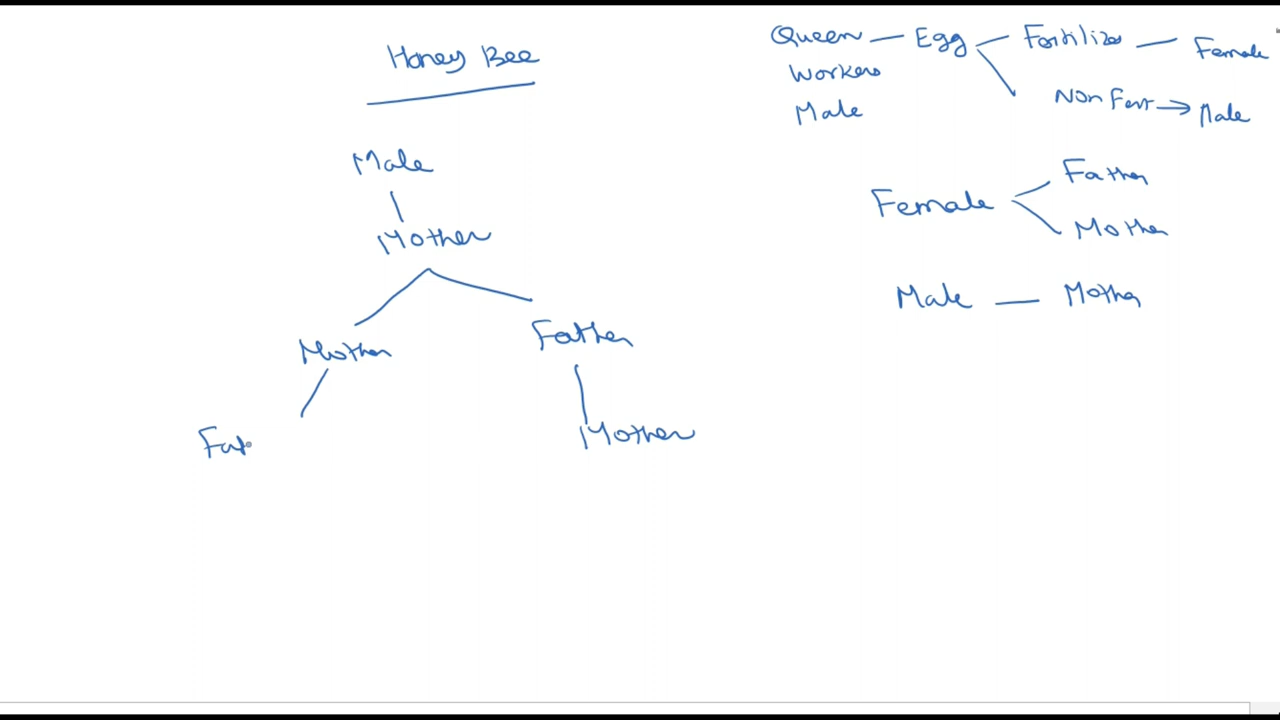 Honey Bee
Male
Mother
Mother Father
Fat Mother
Queen — Egg Fertilize — Female
Workers
Male
Non Fert → Male
Female Father
Mother
Male — Mother